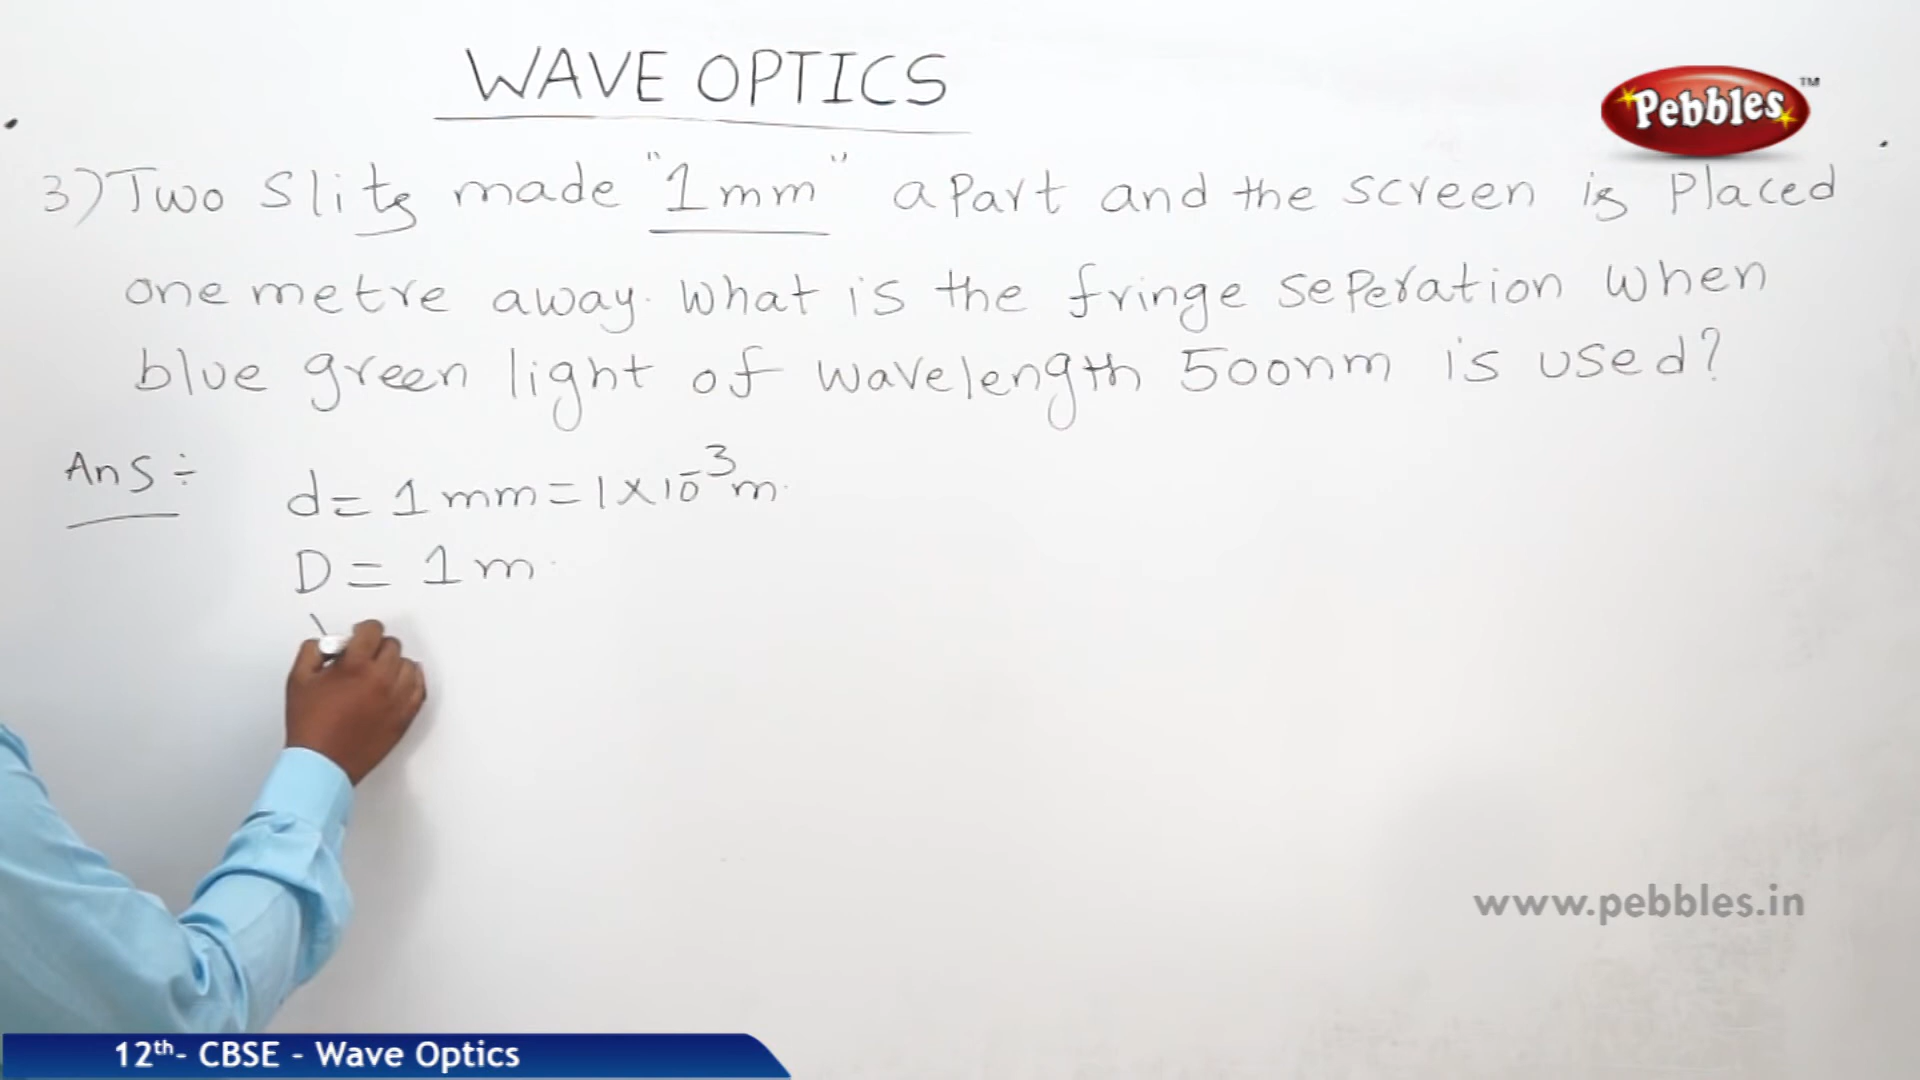 WAVE OPTICS
Pebbles™
3) Two slits made "1mm" apart and the screen is placed
one metre away. what is the fringe seperation when
blue green light of wavelength 500nm is used?
Ans÷
d = 1 mm = 1 × 10⁻³ m.
D = 1 m.
www.pebbles.in
12th- CBSE - Wave Optics